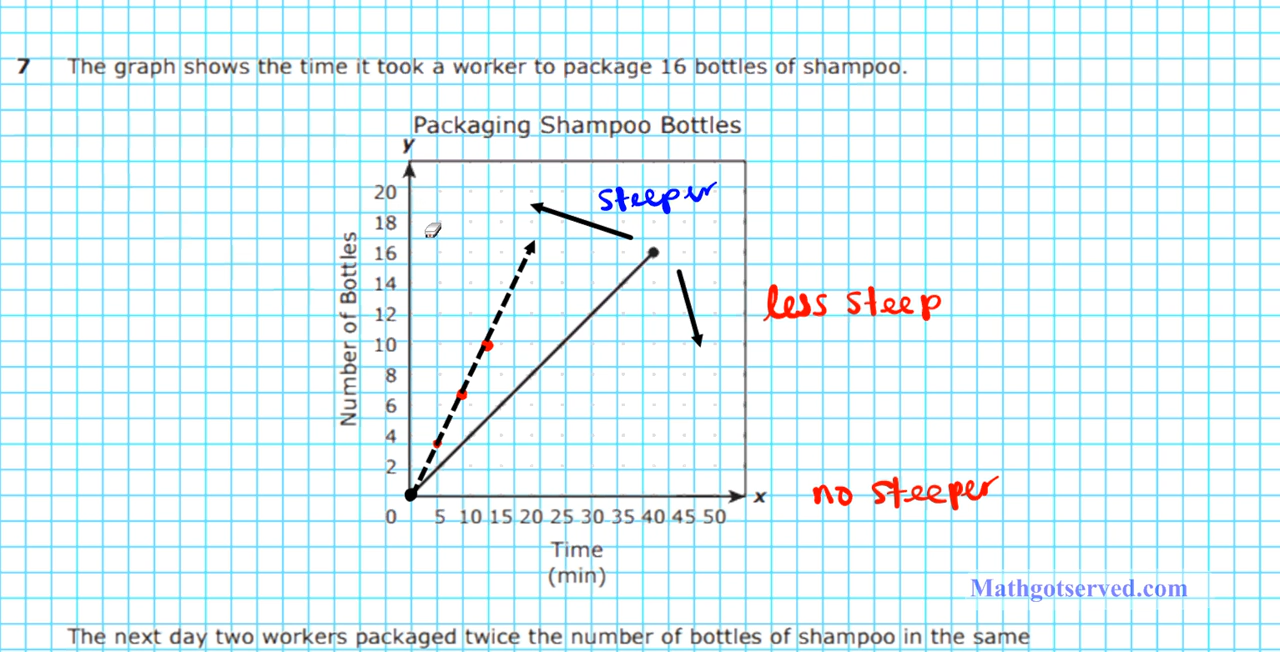 7 The graph shows the time it took a worker to package 16 bottles of shampoo.
Packaging Shampoo Bottles
y
20
18
16
14
12
10
8
6
4
2
0 5 10 15 20 25 30 35 40 45 50
x
Number of Bottles
Time
(min)
steeper
less steep
no steeper
Mathgotserved.com
The next day two workers packaged twice the number of bottles of shampoo in the same